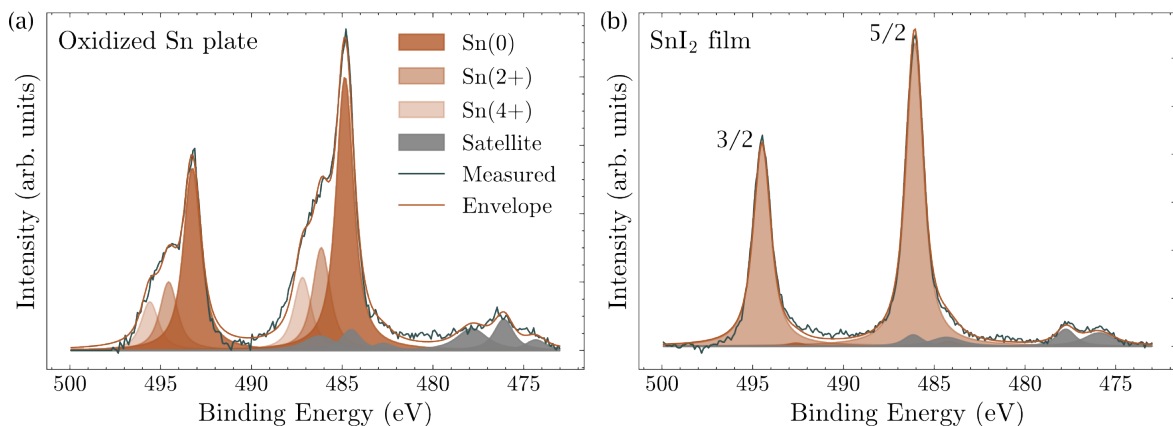 (a)
Oxidized Sn plate
Sn(0)
Sn(2+)
Sn(4+)
Satellite
Measured
Envelope
Intensity (arb. units)
500 495 490 485 480 475
Binding Energy (eV)
(b)
SnI₂ film
5/2
3/2
Intensity (arb. units)
500 495 490 485 480 475
Binding Energy (eV)